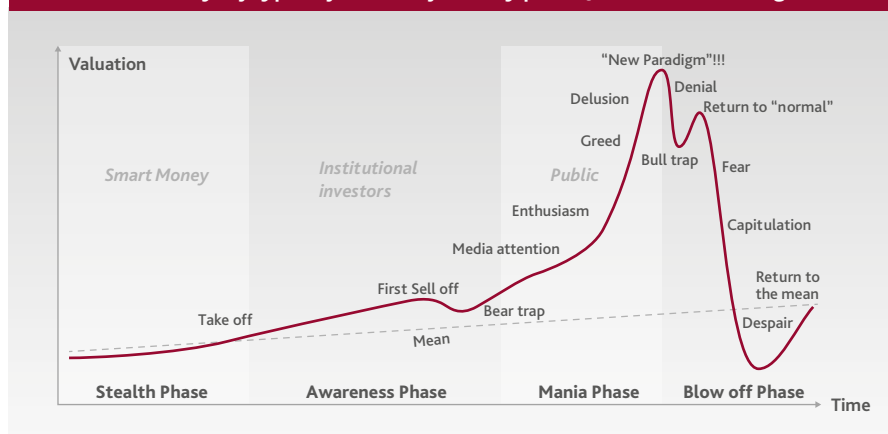 Valuation
"New Paradigm"!!!
Denial
Delusion
Return to "normal"
Greed
Bull trap
Fear
Smart Money
Institutional
investors
Public
Enthusiasm
Capitulation
Media attention
First Sell off
Return to
the mean
Bear trap
Take off
Despair
Mean
Stealth Phase
Awareness Phase
Mania Phase
Blow off Phase
Time